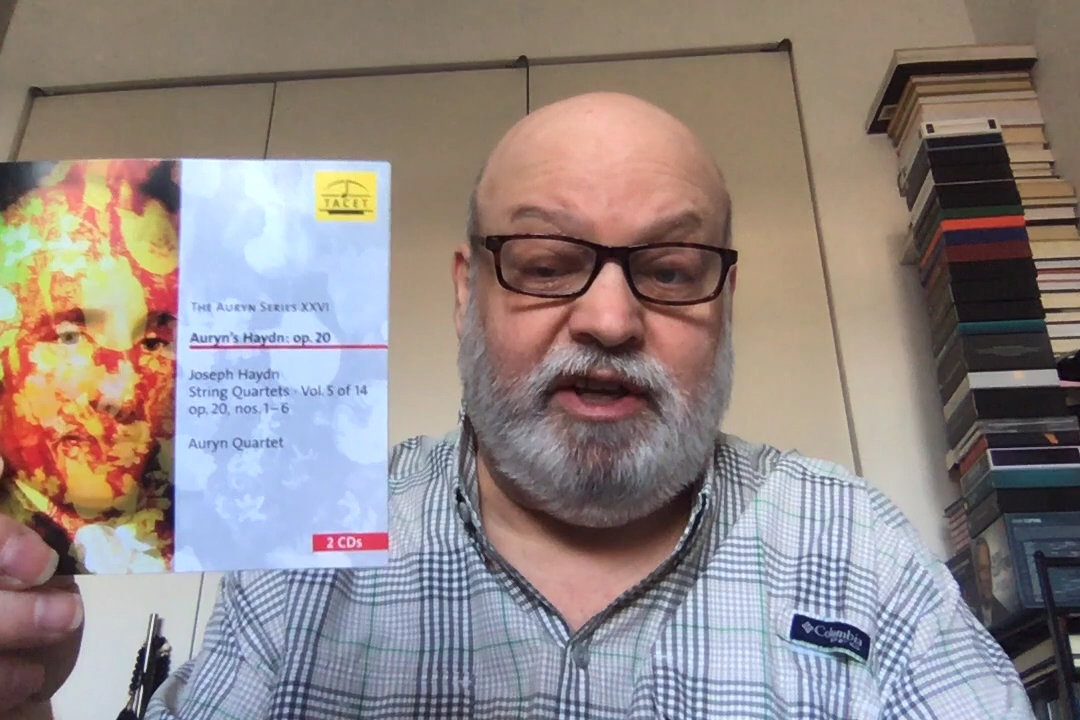 TACET
The Auryn Series XXVI
Auryn's Haydn: op. 20
Joseph Haydn
String Quartets · Vol. 5 of 14
op. 20, nos. 1–6
Auryn Quartet
2 CDs
Columbia